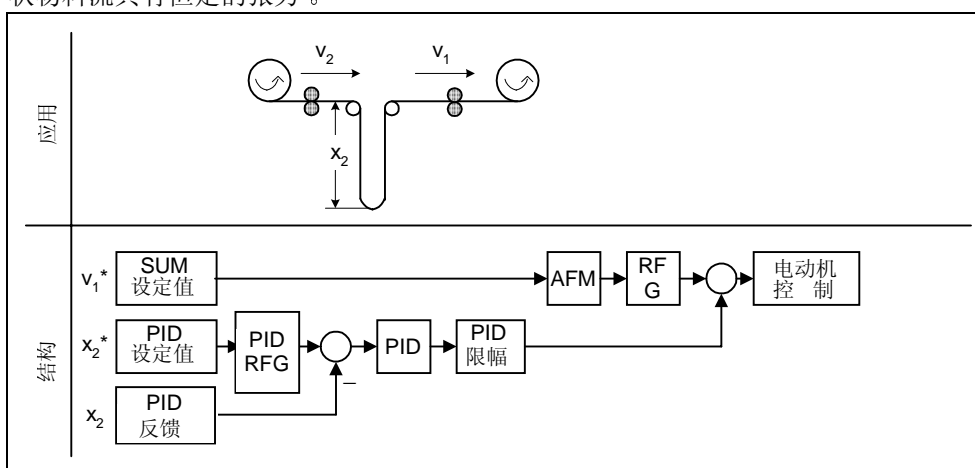 应用
v2
v1
x2
结构
v1*
SUM
设定值
AFM
RF
G
电动机
控 制
x2*
PID
设定值
PID
RFG
PID
PID
限幅
–
x2
PID
反馈